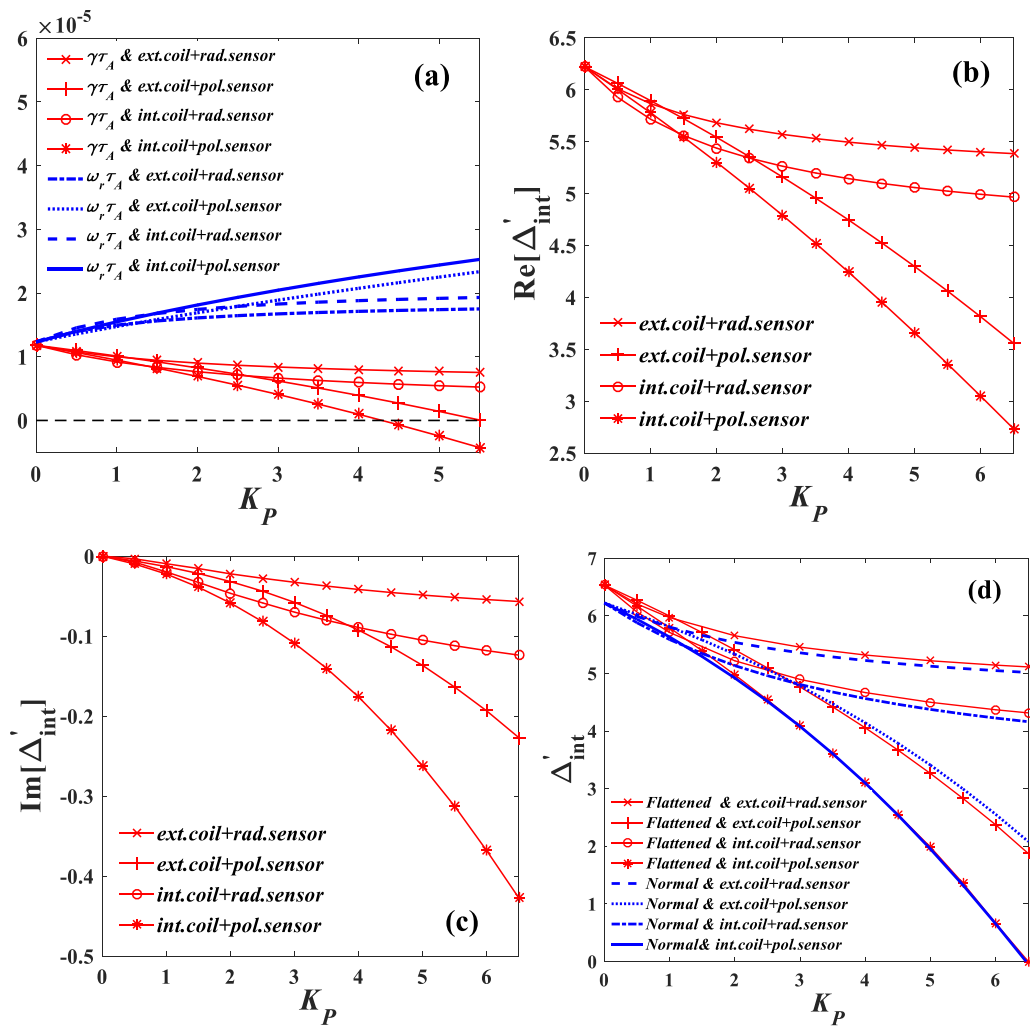 ×10⁻⁵
6
5
4
3
2
1
0
γτ_A & ext.coil+rad.sensor
γτ_A & ext.coil+pol.sensor
γτ_A & int.coil+rad.sensor
γτ_A & int.coil+pol.sensor
ω_r τ_A & ext.coil+rad.sensor
ω_r τ_A & ext.coil+pol.sensor
ω_r τ_A & int.coil+rad.sensor
ω_r τ_A & int.coil+pol.sensor
(a)
0 1 2 3 4 5
K_P
6.5
6
5.5
5
4.5
4
3.5
3
2.5
Re[Δ'_int]
(b)
ext.coil+rad.sensor
ext.coil+pol.sensor
int.coil+rad.sensor
int.coil+pol.sensor
0 1 2 3 4 5 6
K_P
0
-0.1
-0.2
-0.3
-0.4
-0.5
Im[Δ'_int]
ext.coil+rad.sensor
ext.coil+pol.sensor
int.coil+rad.sensor
int.coil+pol.sensor
(c)
0 1 2 3 4 5 6
K_P
7
6
5
4
3
2
1
0
Δ'_int
(d)
Flattened & ext.coil+rad.sensor
Flattened & ext.coil+pol.sensor
Flattened & int.coil+rad.sensor
Flattened & int.coil+pol.sensor
Normal & ext.coil+rad.sensor
Normal & ext.coil+pol.sensor
Normal & int.coil+rad.sensor
Normal& int.coil+pol.sensor
0 1 2 3 4 5 6
K_P